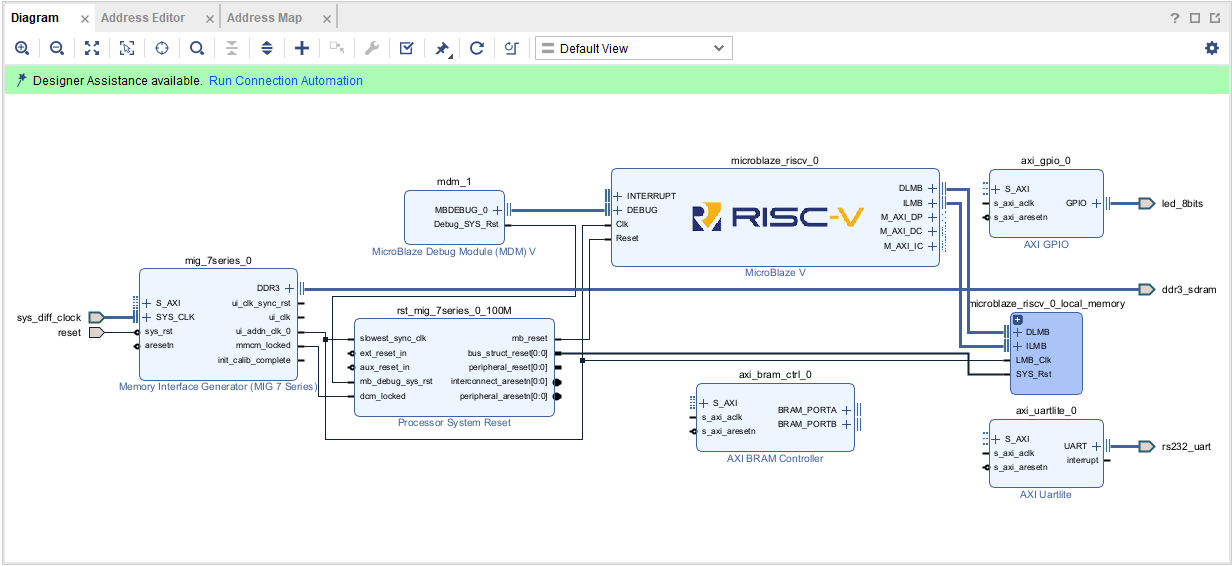 Diagram
Address Editor
Address Map
Default View
Designer Assistance available. Run Connection Automation
microblaze_riscv_0
INTERRUPT
DEBUG
Clk
Reset
RISC-V
DLMB
ILMB
M_AXI_DP
M_AXI_DC
M_AXI_IC
MicroBlaze V
axi_gpio_0
S_AXI
s_axi_aclk
s_axi_aresetn
GPIO
AXI GPIO
led_8bits
mdm_1
MBDEBUG_0
Debug_SYS_Rst
MicroBlaze Debug Module (MDM) V
mig_7series_0
DDR3
S_AXI
ui_clk_sync_rst
SYS_CLK
ui_clk
sys_rst
ui_addn_clk_0
aresetn
mmcm_locked
init_calib_complete
Memory Interface Generator (MIG 7 Series)
sys_diff_clock
reset
ddr3_sdram
rst_mig_7series_0_100M
slowest_sync_clk
mb_reset
ext_reset_in
bus_struct_reset[0:0]
aux_reset_in
peripheral_reset[0:0]
mb_debug_sys_rst
interconnect_aresetn[0:0]
dcm_locked
peripheral_aresetn[0:0]
Processor System Reset
microblaze_riscv_0_local_memory
DLMB
ILMB
LMB_Clk
SYS_Rst
axi_bram_ctrl_0
S_AXI
s_axi_aclk
s_axi_aresetn
BRAM_PORTA
BRAM_PORTB
AXI BRAM Controller
axi_uartlite_0
S_AXI
s_axi_aclk
s_axi_aresetn
UART
interrupt
AXI Uartlite
rs232_uart